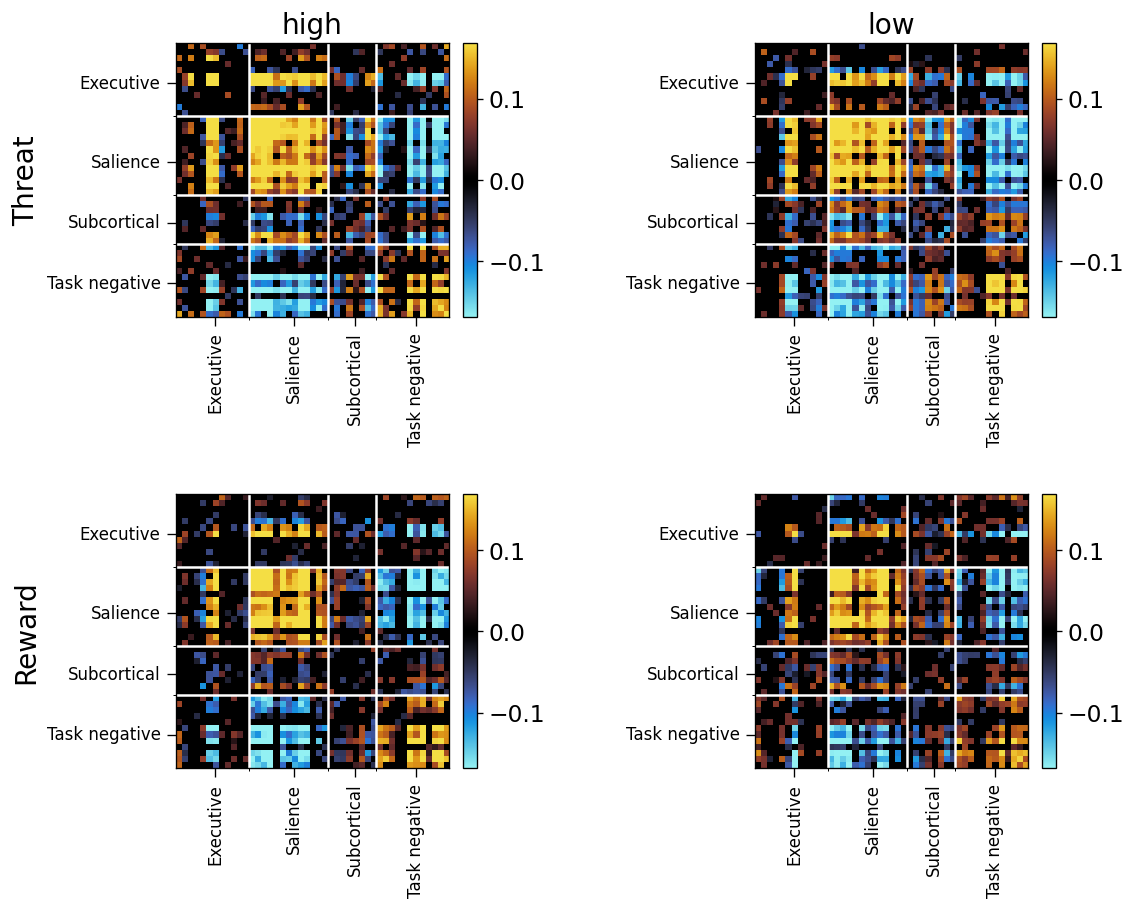 high
low
Threat
Executive
Salience
Subcortical
Task negative
Executive
Salience
Subcortical
Task negative
0.1
0.0
−0.1
Executive
Salience
Subcortical
Task negative
Executive
Salience
Subcortical
Task negative
0.1
0.0
−0.1
Reward
Executive
Salience
Subcortical
Task negative
Executive
Salience
Subcortical
Task negative
0.1
0.0
−0.1
Executive
Salience
Subcortical
Task negative
Executive
Salience
Subcortical
Task negative
0.1
0.0
−0.1